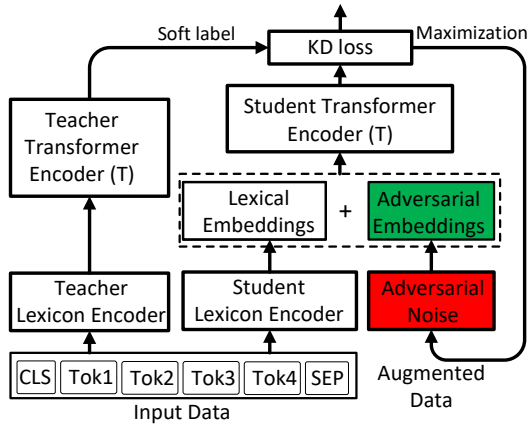 Soft label
KD loss
Maximization
Teacher
Transformer
Encoder (T)
Student Transformer
Encoder (T)
Lexical
Embeddings
+
Adversarial
Embeddings
Teacher
Lexicon Encoder
Student
Lexicon Encoder
Adversarial
Noise
CLS Tok1 Tok2 Tok3 Tok4 SEP
Input Data
Augmented
Data